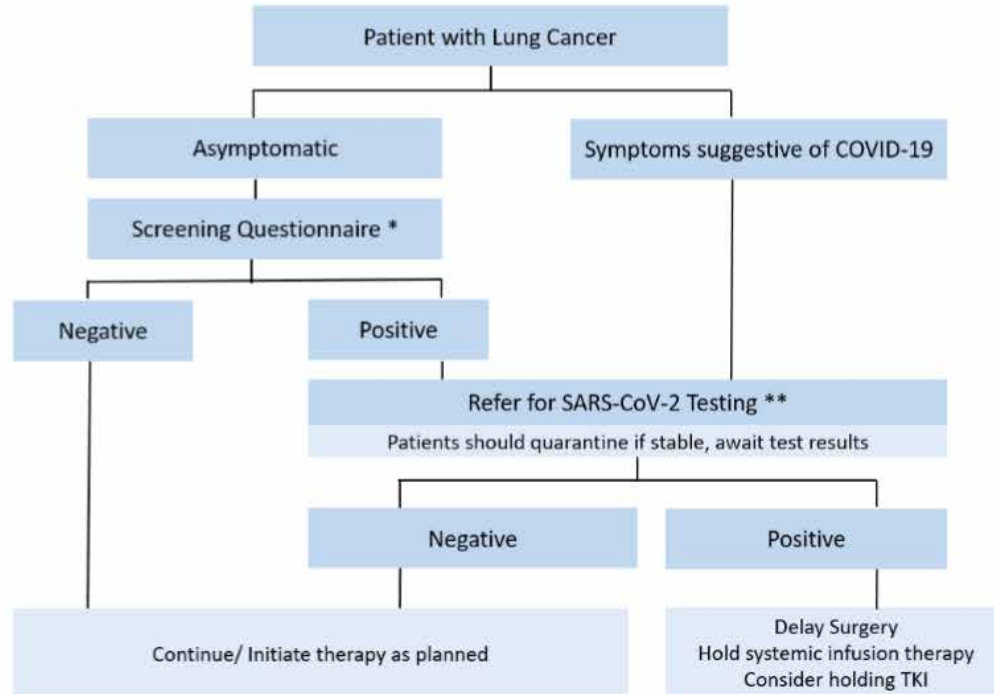 Patient with Lung Cancer
Asymptomatic
Symptoms suggestive of COVID-19
Screening Questionnaire *
Negative
Positive
Refer for SARS-CoV-2 Testing **
Patients should quarantine if stable, await test results
Negative
Positive
Continue/ Initiate therapy as planned
Delay Surgery
Hold systemic infusion therapy
Consider holding TKI